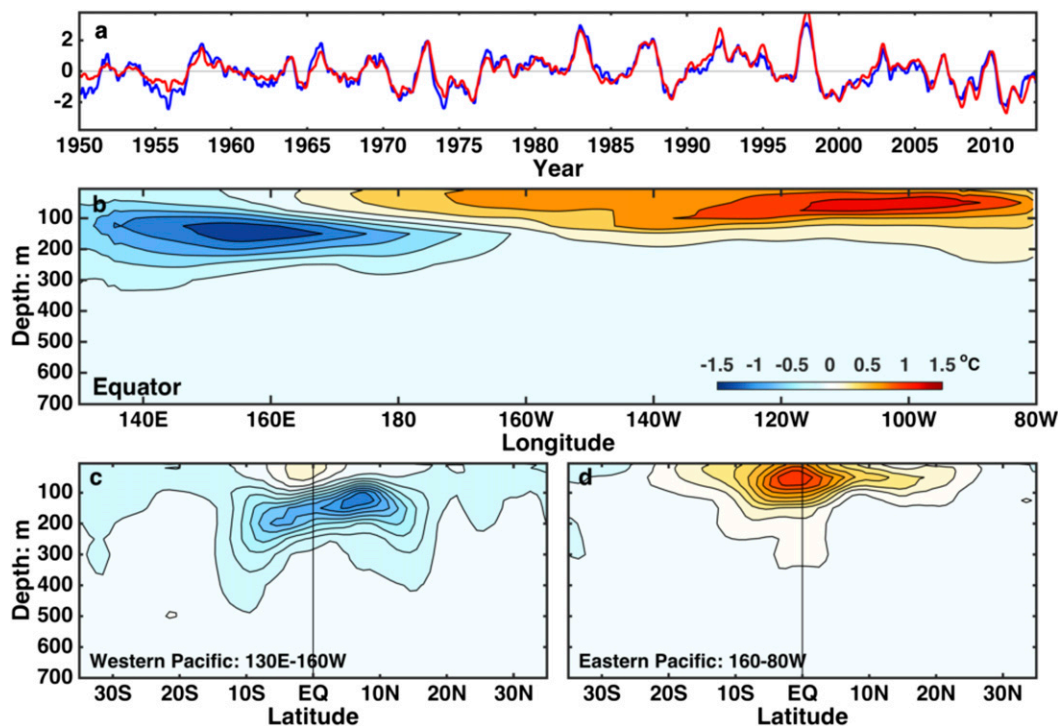 a
2
0
-2
1950 1955 1960 1965 1970 1975 1980 1985 1990 1995 2000 2005 2010
Year
b
Depth: m
100
200
300
400
500
600
700
-1.5 -1 -0.5 0 0.5 1 1.5 °C
Equator
140E 160E 180 160W 140W 120W 100W 80W
Longitude
c
Depth: m
100
200
300
400
500
600
700
Western Pacific: 130E-160W
30S 20S 10S EQ 10N 20N 30N
Latitude
d
Eastern Pacific: 160-80W
30S 20S 10S EQ 10N 20N 30N
Latitude